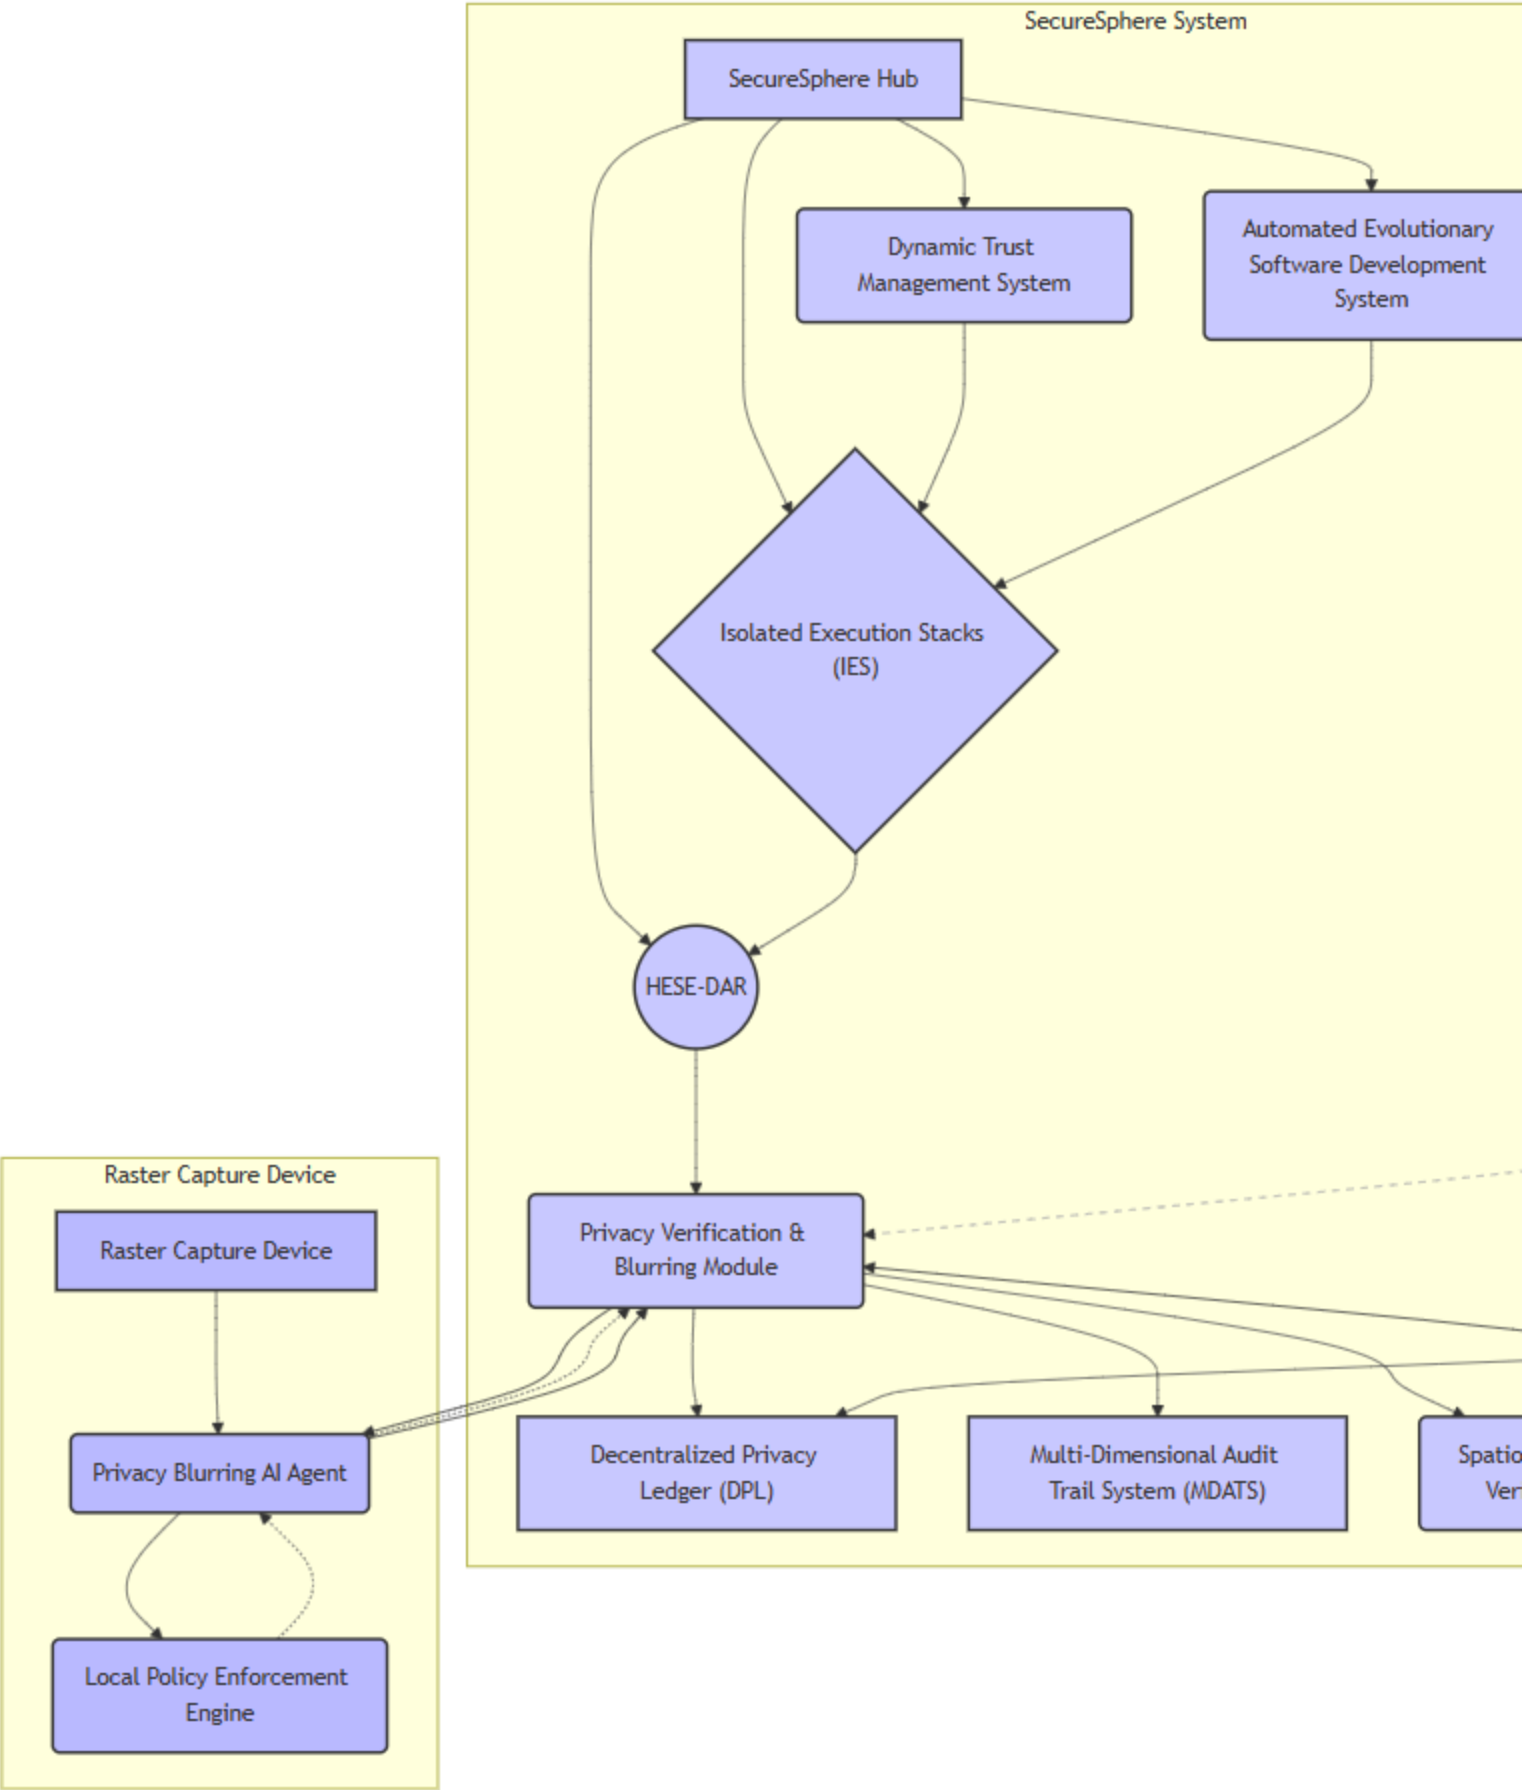 SecureSphere System
SecureSphere Hub
Dynamic Trust
Management System
Automated Evolutionary
Software Development
System
Isolated Execution Stacks
(IES)
HESE-DAR
Raster Capture Device
Raster Capture Device
Privacy Verification &
Blurring Module
Privacy Blurring AI Agent
Decentralized Privacy
Ledger (DPL)
Multi-Dimensional Audit
Trail System (MDATS)
Spatio
Ver
Local Policy Enforcement
Engine